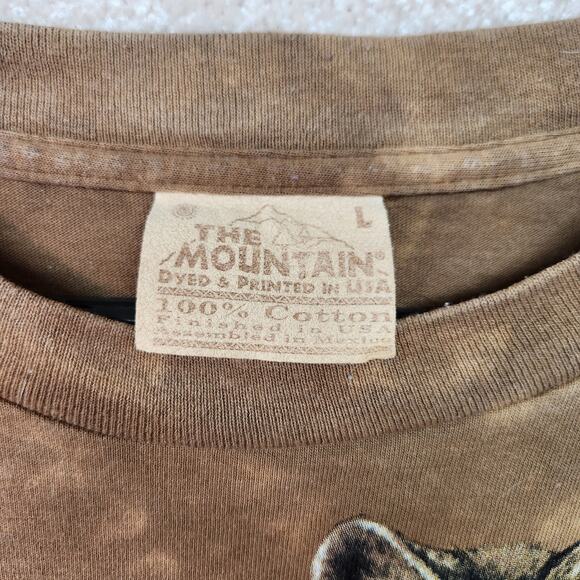 L
THE
MOUNTAIN®
DYED & PRINTED IN USA
100% Cotton
Finished in USA
Assembled in Mexico